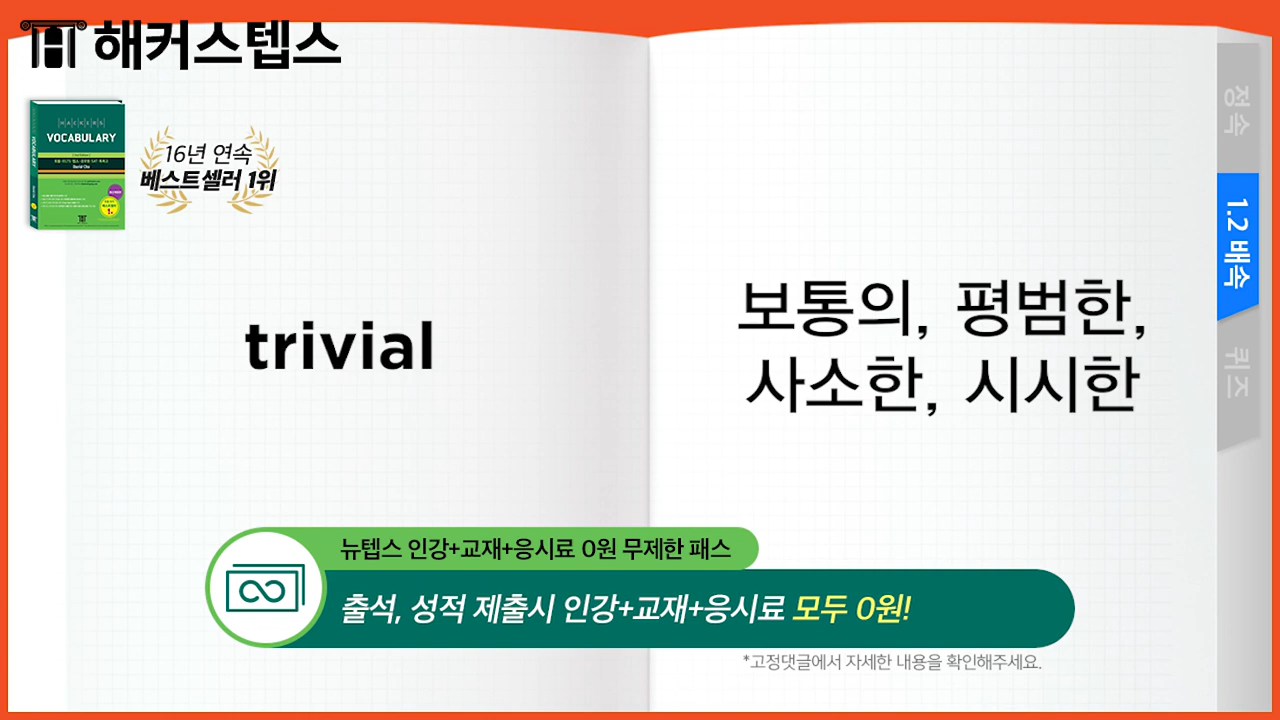 해커스텝스
HACKERS
VOCABULARY
16년 연속
베스트셀러 1위
trivial
보통의, 평범한,
사소한, 시시한
정속
1.2 배속
퀴즈
뉴텝스 인강+교재+응시료 0원 무제한 패스
출석, 성적 제출시 인강+교재+응시료 모두 0원!
*고정댓글에서 자세한 내용을 확인해주세요.